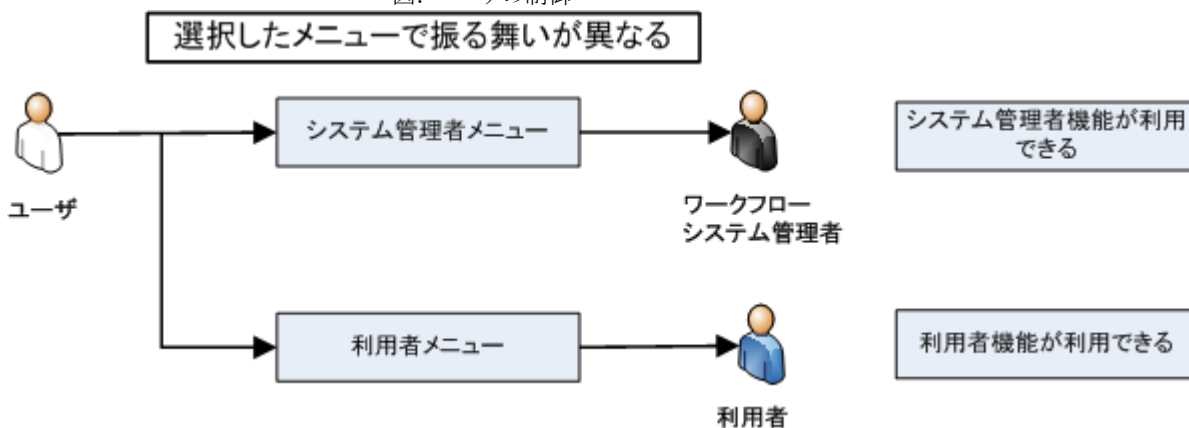 図:
の制御
選択したメニューで振る舞いが異なる
システム管理者メニュー
システム管理者機能が利用
できる
ユーザ
ワークフロー
システム管理者
利用者メニュー
利用者機能が利用できる
利用者